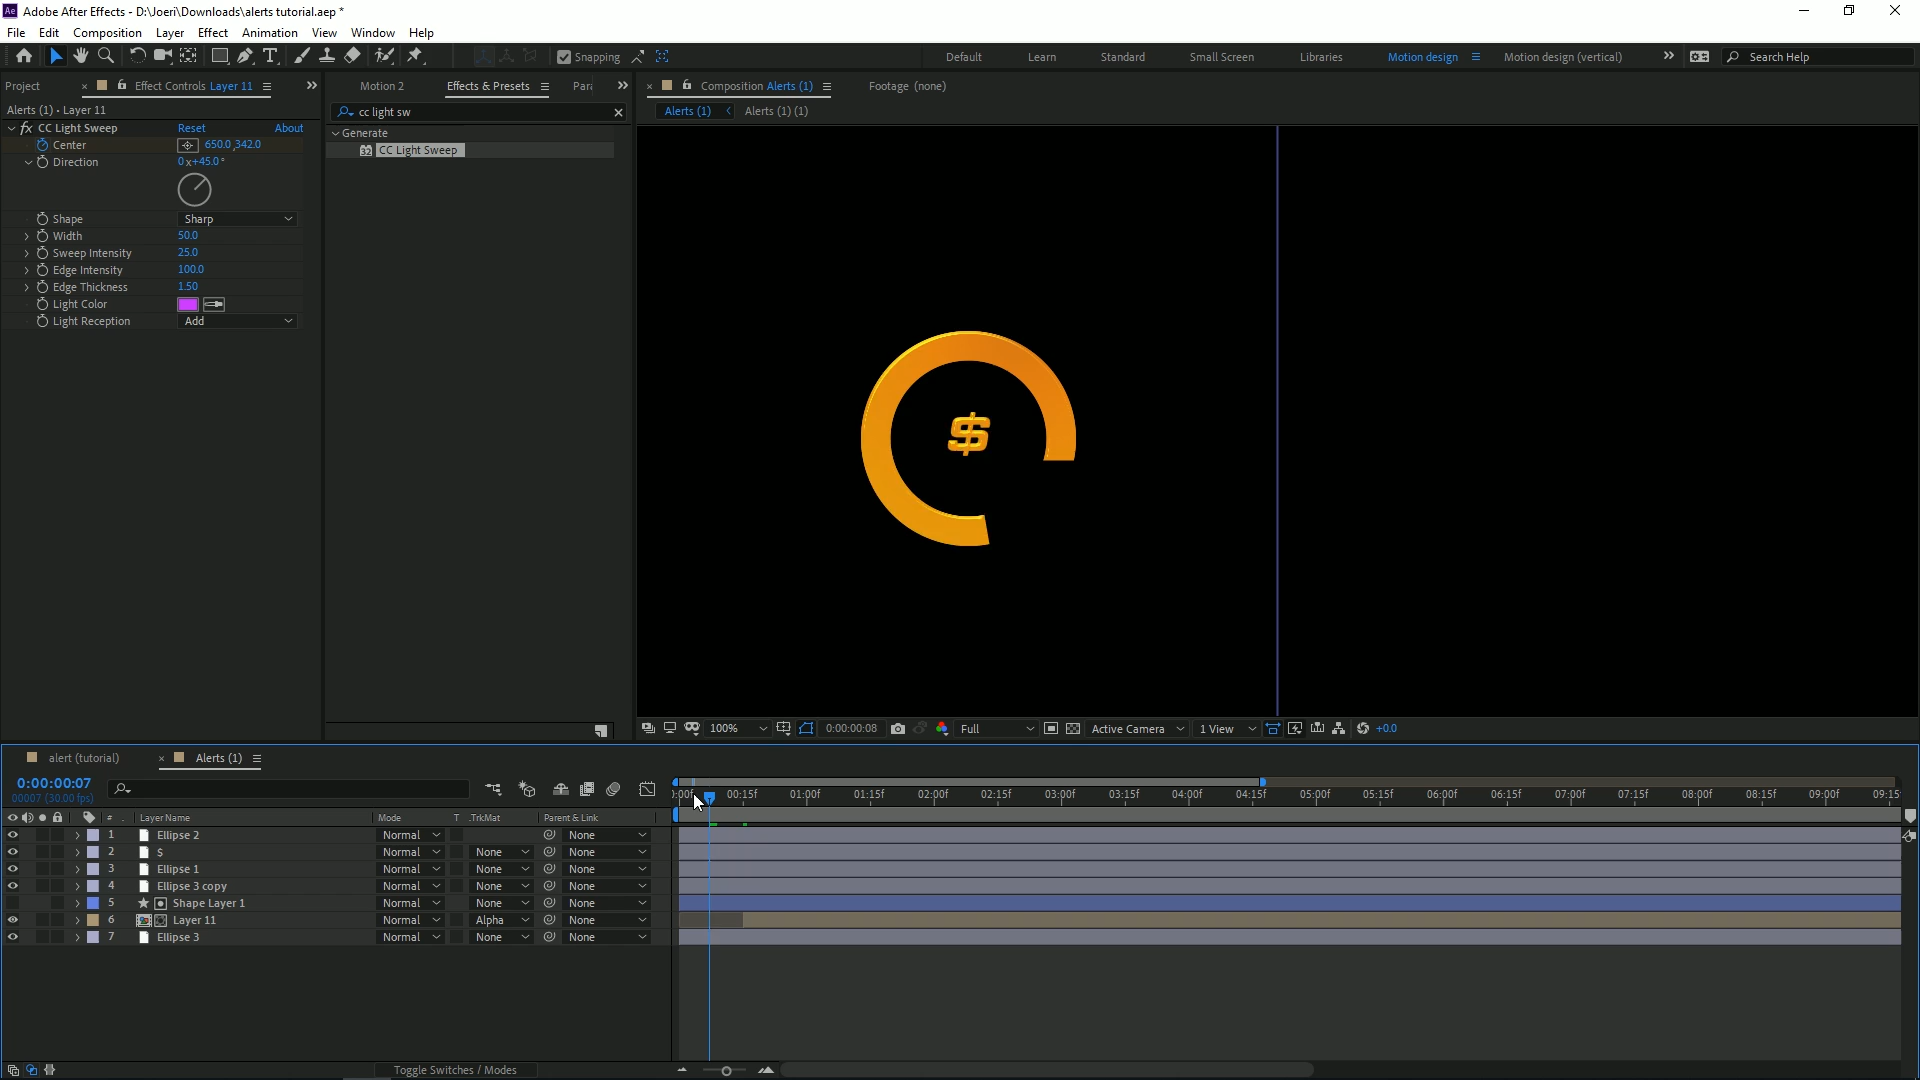 Ae Adobe After Effects - D:\Joeri\Downloads\alerts tutorial.aep *
File Edit Composition Layer Effect Animation View Window Help
Snapping Default Learn Standard Small Screen Libraries Motion design Motion design (vertical) Search Help
Project Effect Controls Layer 11 Motion 2 Effects & Presets Para Composition Alerts (1) Footage (none)
Alerts (1) • Layer 11
cc light sw
Alerts (1) Alerts (1) (1)
fx CC Light Sweep Reset About
Generate
Center 650.0,342.0
CC Light Sweep
Direction 0x+45.0°
Shape Sharp
Width 50.0
Sweep Intensity 25.0
Edge Intensity 100.0
Edge Thickness 1.50
Light Color
Light Reception Add
$
100% 0:00:00:08 Full Active Camera 1 View +0.0
alert (tutorial) Alerts (1)
0:00:00:07
00007 (30.00 fps)
):00f 00:15f 01:00f 01:15f 02:00f 02:15f 03:00f 03:15f 04:00f 04:15f 05:00f 05:15f 06:00f 06:15f 07:00f 07:15f 08:00f 08:15f 09:00f 09:15
# Layer Name Mode T .TrkMat Parent & Link
1 Ellipse 2 Normal None
2 $ Normal None None
3 Ellipse 1 Normal None None
4 Ellipse 3 copy Normal None None
5 Shape Layer 1 Normal None None
6 Layer 11 Normal Alpha None
7 Ellipse 3 Normal None None
Toggle Switches / Modes